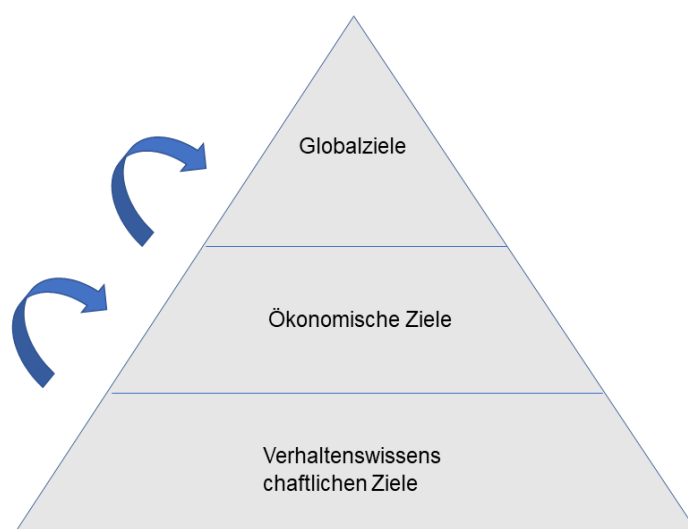 Globalziele
Ökonomische Ziele
Verhaltenswissens
chaftlichen Ziele